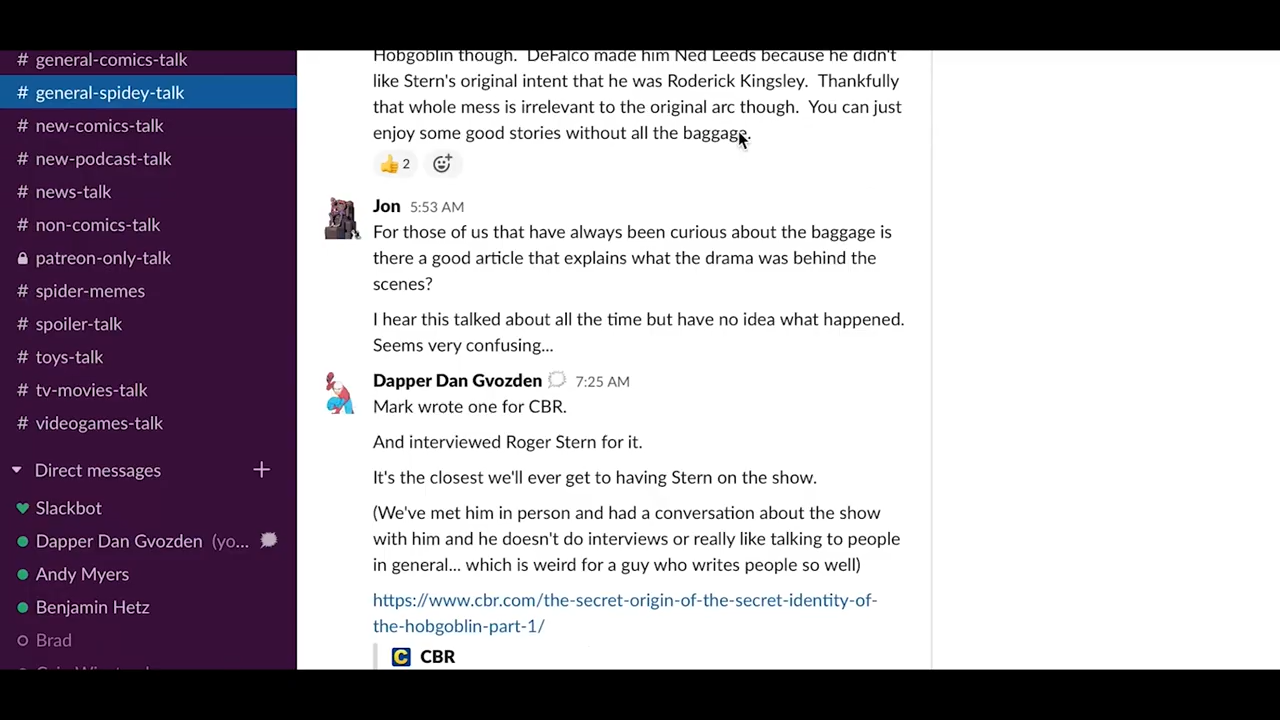 # general-comics-talk
# general-spidey-talk
# new-comics-talk
# new-podcast-talk
# news-talk
# non-comics-talk
patreon-only-talk
# spider-memes
# spoiler-talk
# toys-talk
# tv-movies-talk
# videogames-talk
Direct messages +
Slackbot
Dapper Dan Gvozden (yo...
Andy Myers
Benjamin Hetz
Brad
Hobgoblin though. DeFalco made him Ned Leeds because he didn't
like Stern's original intent that he was Roderick Kingsley. Thankfully
that whole mess is irrelevant to the original arc though. You can just
enjoy some good stories without all the baggage.
👍 2
Jon 5:53 AM
For those of us that have always been curious about the baggage is
there a good article that explains what the drama was behind the
scenes?
I hear this talked about all the time but have no idea what happened.
Seems very confusing...
Dapper Dan Gvozden 7:25 AM
Mark wrote one for CBR.
And interviewed Roger Stern for it.
It's the closest we'll ever get to having Stern on the show.
(We've met him in person and had a conversation about the show
with him and he doesn't do interviews or really like talking to people
in general... which is weird for a guy who writes people so well)
https://www.cbr.com/the-secret-origin-of-the-secret-identity-of-
the-hobgoblin-part-1/
C CBR